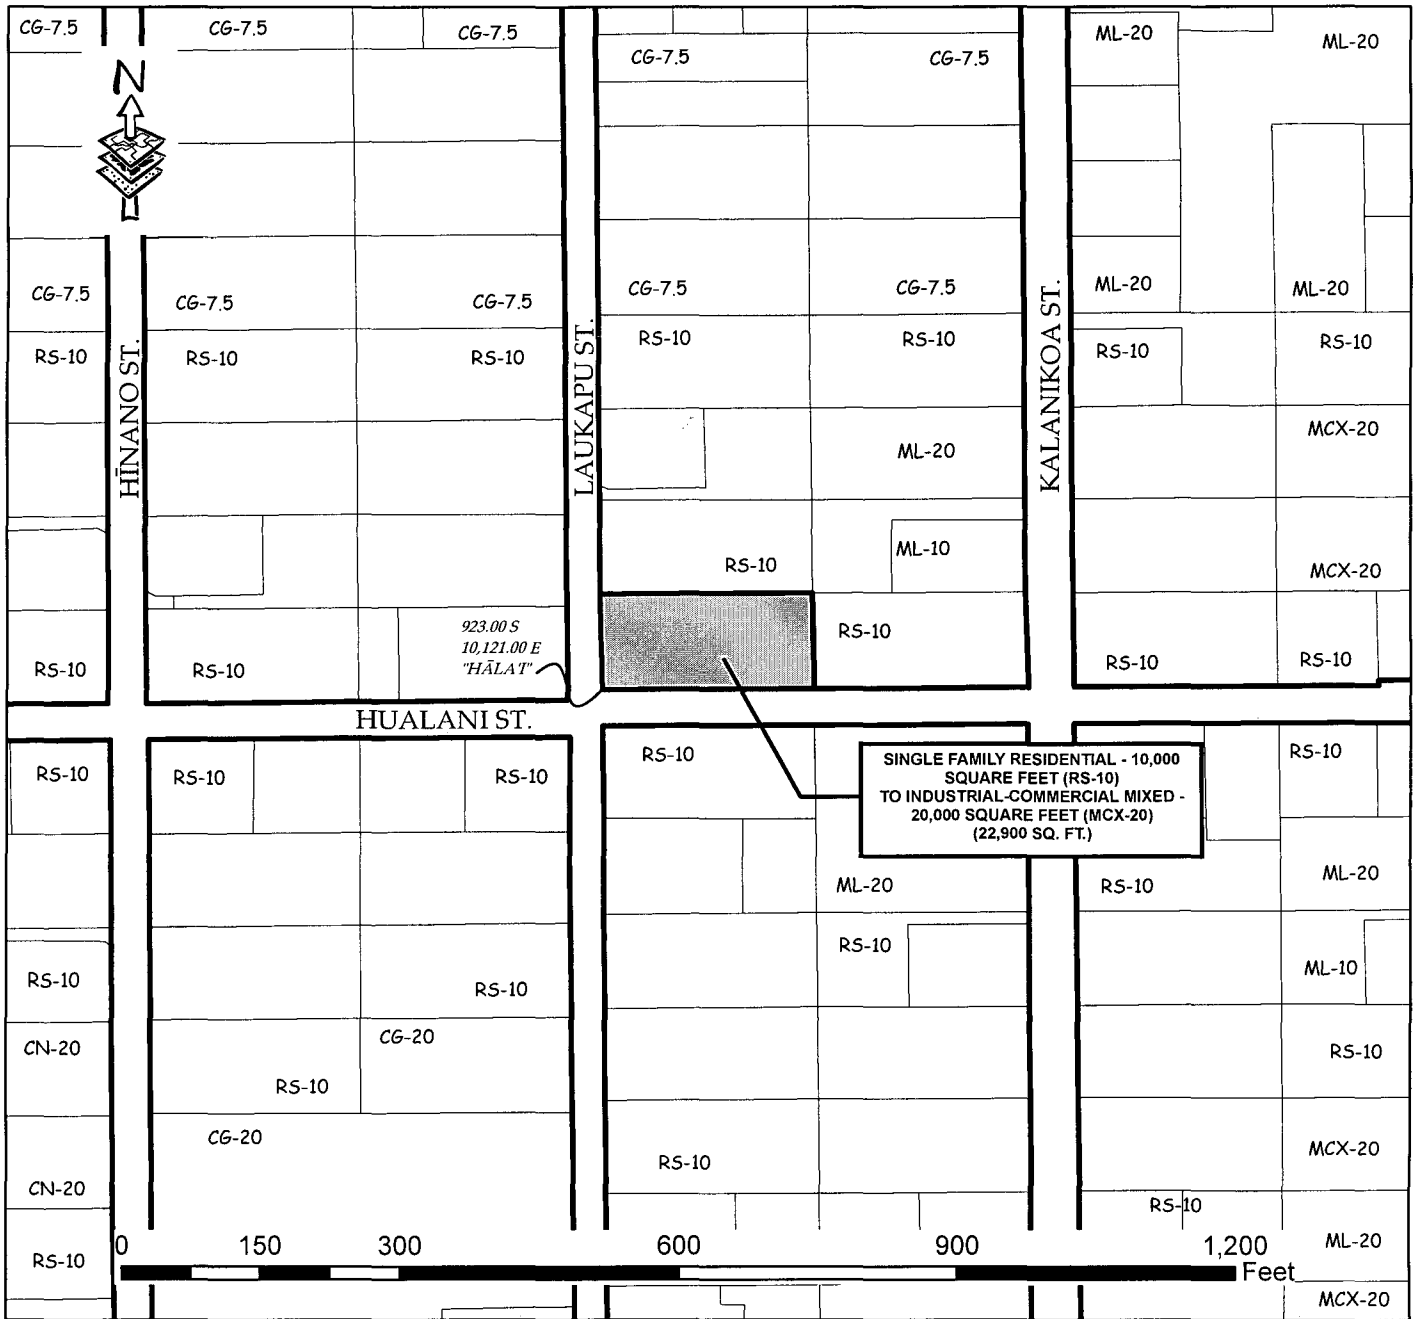 CG-7.5 CG-7.5 CG-7.5 CG-7.5 CG-7.5 ML-20 ML-20
N
CG-7.5 CG-7.5 CG-7.5 CG-7.5 CG-7.5 ML-20 ML-20
RS-10 RS-10 RS-10 RS-10 RS-10 RS-10 RS-10
HĪNANO ST.
LAUKAPU ST.
KALANIKOA ST.
ML-20 MCX-20
RS-10 ML-10 MCX-20
923.00 S
10,121.00 E
"HĀLAT"
RS-10 RS-10 RS-10 RS-10 RS-10
HUALANI ST.
RS-10 RS-10 RS-10 RS-10 RS-10
SINGLE FAMILY RESIDENTIAL - 10,000
SQUARE FEET (RS-10)
TO INDUSTRIAL-COMMERCIAL MIXED -
20,000 SQUARE FEET (MCX-20)
(22,900 SQ. FT.)
ML-20 RS-10 ML-20
RS-10 RS-10 RS-10 ML-10
CN-20 CG-20 RS-10
RS-10
CG-20 RS-10 MCX-20
CN-20 RS-10
RS-10 ML-20
0 150 300 600 900 1,200
Feet
MCX-20